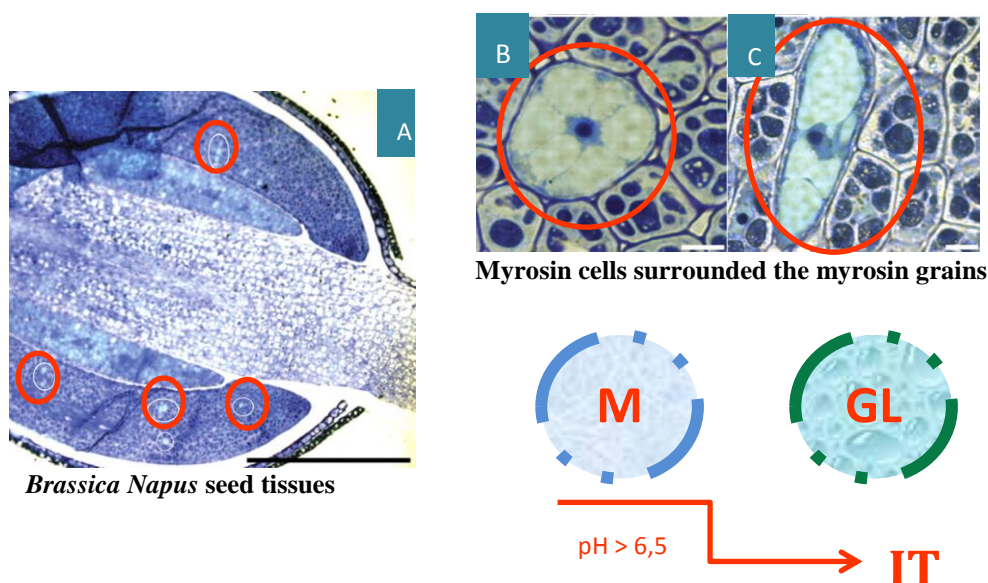 A
Brassica Napus seed tissues
B
C
Myrosin cells surrounded the myrosin grains
M
GL
pH > 6,5
IT